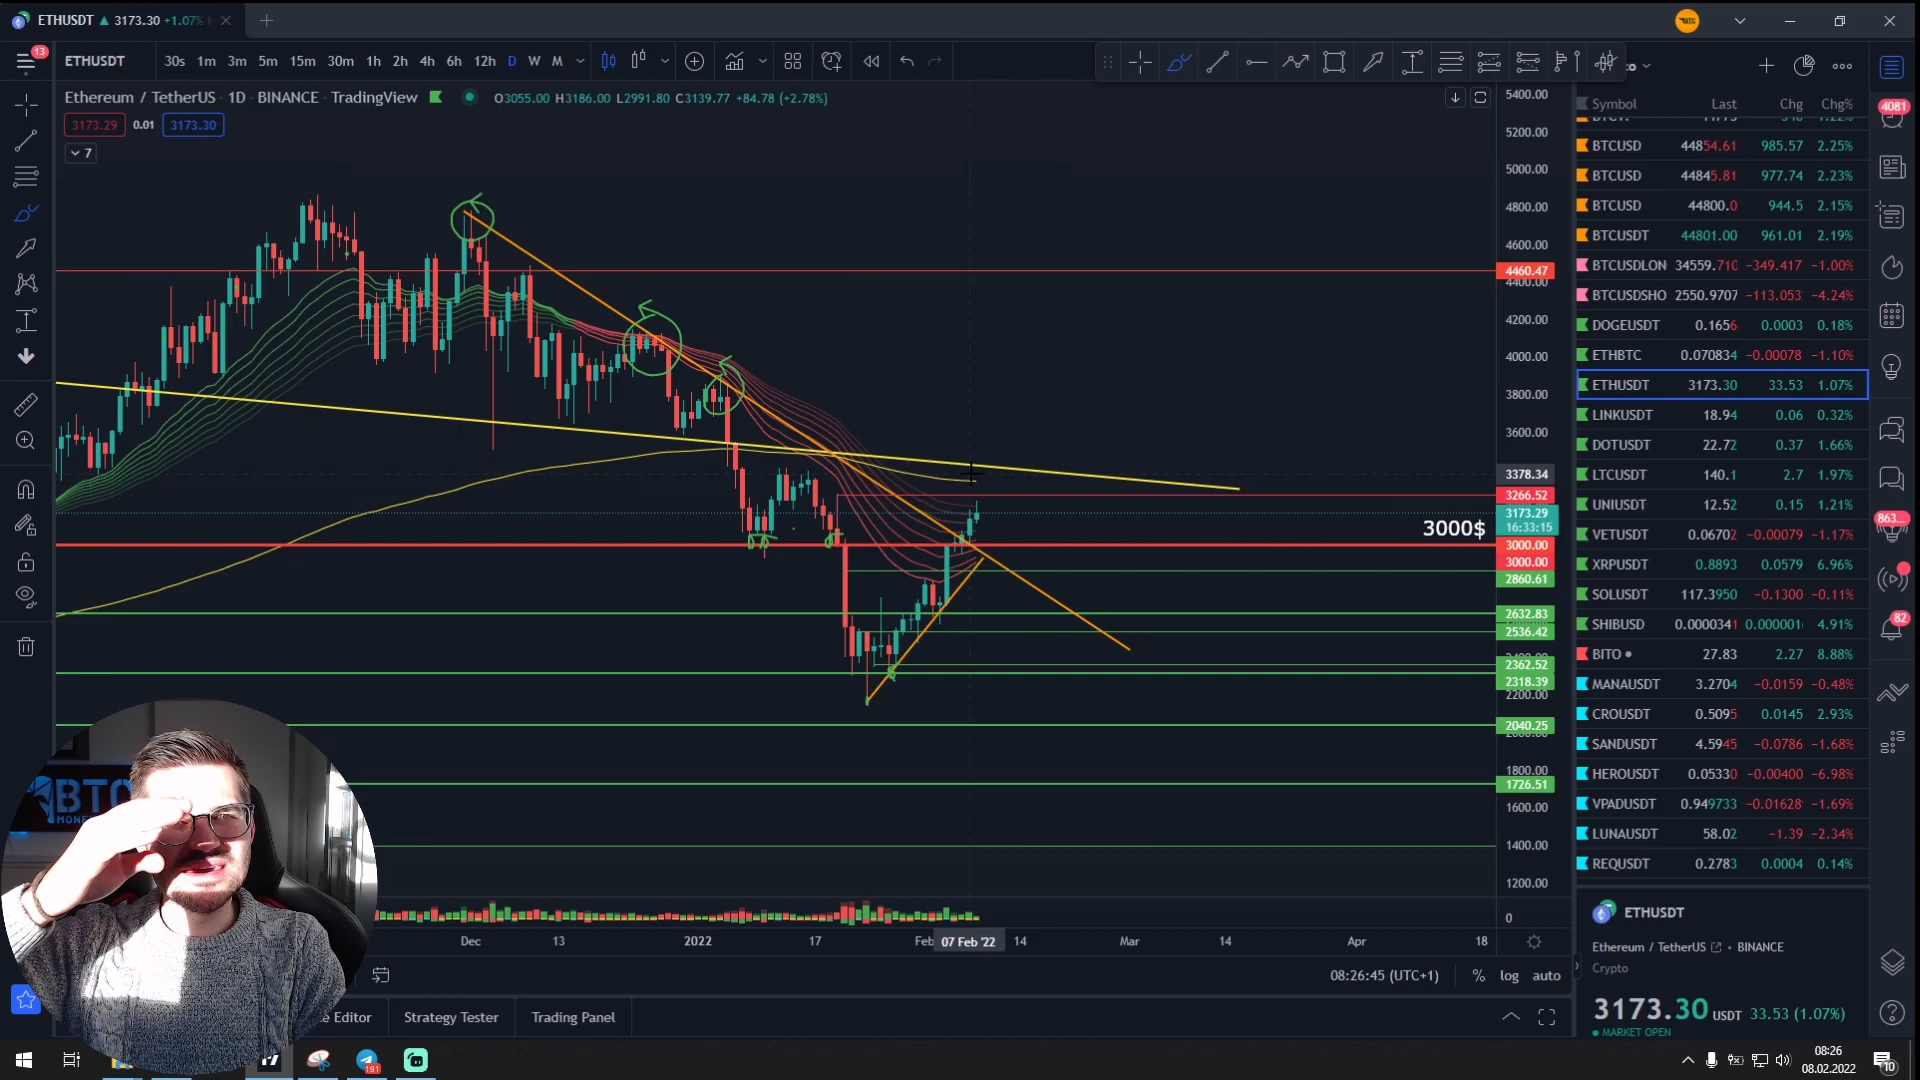 ETHUSDT ▲ 3173.30 +1.07%
13
ETHUSDT 30s 1m 3m 5m 15m 30m 1h 2h 4h 6h 12h D W M
Ethereum / TetherUS · 1D · BINANCE · TradingView O3055.00 H3186.00 L2991.80 C3139.77 +84.78 (+2.78%)
3173.29 0.01 3173.30
7
5400.00
5200.00
5000.00
4800.00
4600.00
4460.47
4400.00
4200.00
4000.00
3800.00
3600.00
3378.34
3266.52
3173.29
16:33:15
3000$
3000.00
3000.00
2860.61
2632.83
2536.42
2362.52
2318.39
2200.00
2040.25
1800.00
1726.51
1600.00
1400.00
1200.00
0
Dec 13 2022 17 Feb 07 Feb '22 14 Mar 14 Apr 18
08:26:45 (UTC+1) % log auto
Editor Strategy Tester Trading Panel
BTC
Symbol Last Chg Chg%
BTCUSD 44854.61 985.57 2.25%
BTCUSD 44845.81 977.74 2.23%
BTCUSD 44800.0 944.5 2.15%
BTCUSDT 44801.00 961.01 2.19%
BTCUSDLON 34559.710 −349.417 −1.00%
BTCUSDSHO 2550.9707 −113.053 −4.24%
DOGEUSDT 0.1656 0.0003 0.18%
ETHBTC 0.070834 −0.00078 −1.10%
ETHUSDT 3173.30 33.53 1.07%
LINKUSDT 18.94 0.06 0.32%
DOTUSDT 22.72 0.37 1.66%
LTCUSDT 140.1 2.7 1.97%
UNIUSDT 12.52 0.15 1.21%
VETUSDT 0.06702 −0.00079 −1.17%
XRPUSDT 0.8893 0.0579 6.96%
SOLUSDT 117.3950 −0.1300 −0.11%
SHIBUSD 0.0000341 0.000001 4.91%
BITO 27.83 2.27 8.88%
MANAUSDT 3.2704 −0.0159 −0.48%
CROUSDT 0.5095 0.0145 2.93%
SANDUSDT 4.5945 −0.0786 −1.68%
HEROUSDT 0.05330 −0.00400 −6.98%
VPADUSDT 0.949733 −0.01628 −1.69%
LUNAUSDT 58.02 −1.39 −2.34%
REQUSDT 0.2783 0.0004 0.14%
ETHUSDT
Ethereum / TetherUS • BINANCE
Crypto
3173.30 USDT 33.53 (1.07%)
MARKET OPEN
4081
863...
82
191
08:26
08.02.2022
10